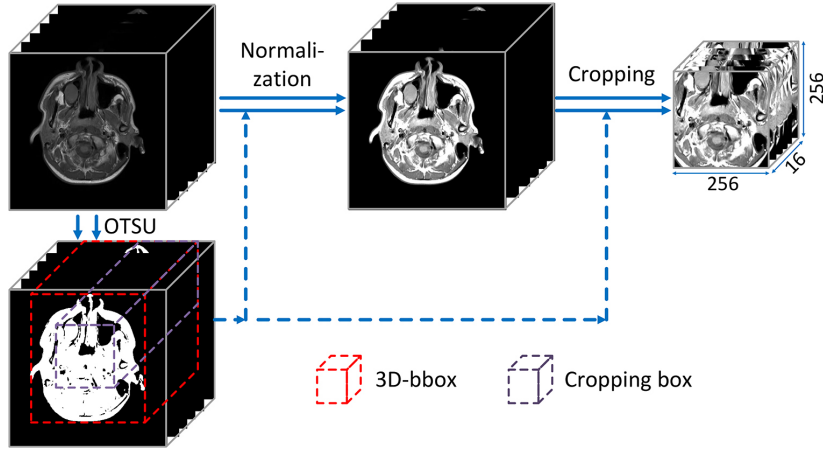 Normali-
zation
Cropping
256
256
16
OTSU
3D-bbox
Cropping box